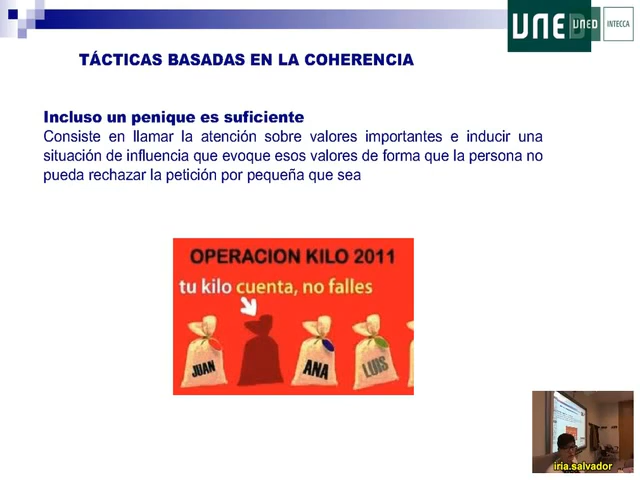 UNED
UNED
INTECCA
TÁCTICAS BASADAS EN LA COHERENCIA
Incluso un penique es suficiente
Consiste en llamar la atención sobre valores importantes e inducir una
situación de influencia que evoque esos valores de forma que la persona no
pueda rechazar la petición por pequeña que sea
OPERACION KILO 2011
tu kilo cuenta, no falles
JUAN
ANA
LUIS
iria.salvador